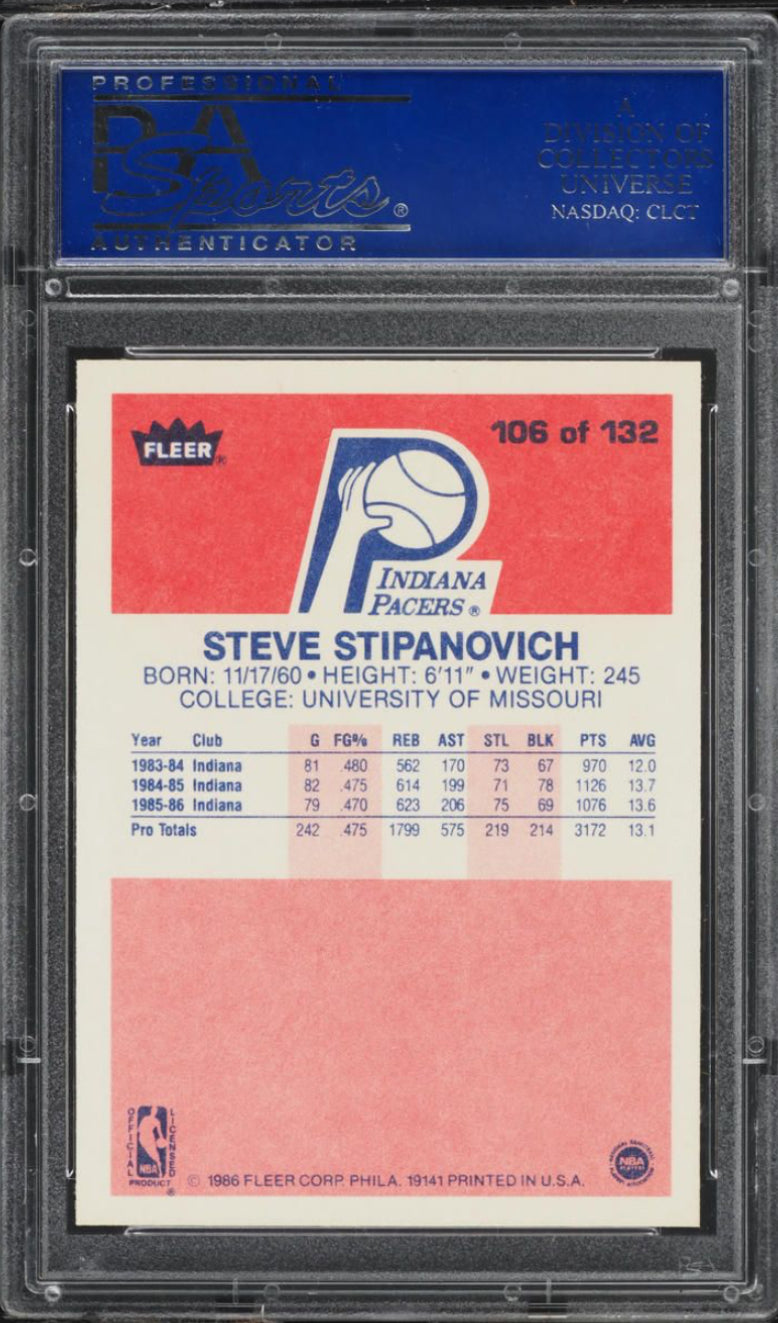 PROFESSIONAL
PSA
Sports®
AUTHENTICATOR
A
DIVISION OF
COLLECTORS
UNIVERSE
NASDAQ: CLCT
FLEER®
106 of 132
INDIANA
PACERS®
STEVE STIPANOVICH
BORN: 11/17/60 • HEIGHT: 6'11" • WEIGHT: 245
COLLEGE: UNIVERSITY OF MISSOURI
Year Club G FG% REB AST STL BLK PTS AVG
1983-84 Indiana 81 .480 562 170 73 67 970 12.0
1984-85 Indiana 82 .475 614 199 71 78 1126 13.7
1985-86 Indiana 79 .470 623 206 75 69 1076 13.6
Pro Totals 242 .475 1799 575 219 214 3172 13.1
OFFICIAL
LICENSED
NBA
PRODUCT®
© 1986 FLEER CORP. PHILA. 19141 PRINTED IN U.S.A.
NATIONAL BASKETBALL
NBA
PLAYERS
ASSOCIATION
PSA